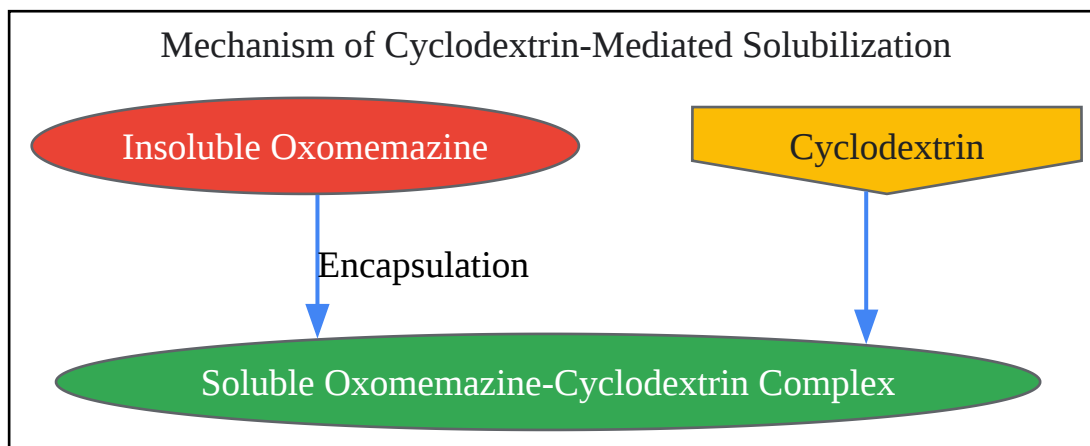 Mechanism of Cyclodextrin-Mediated Solubilization
Insoluble Oxomemazine
Cyclodextrin
Encapsulation
Soluble Oxomemazine-Cyclodextrin Complex